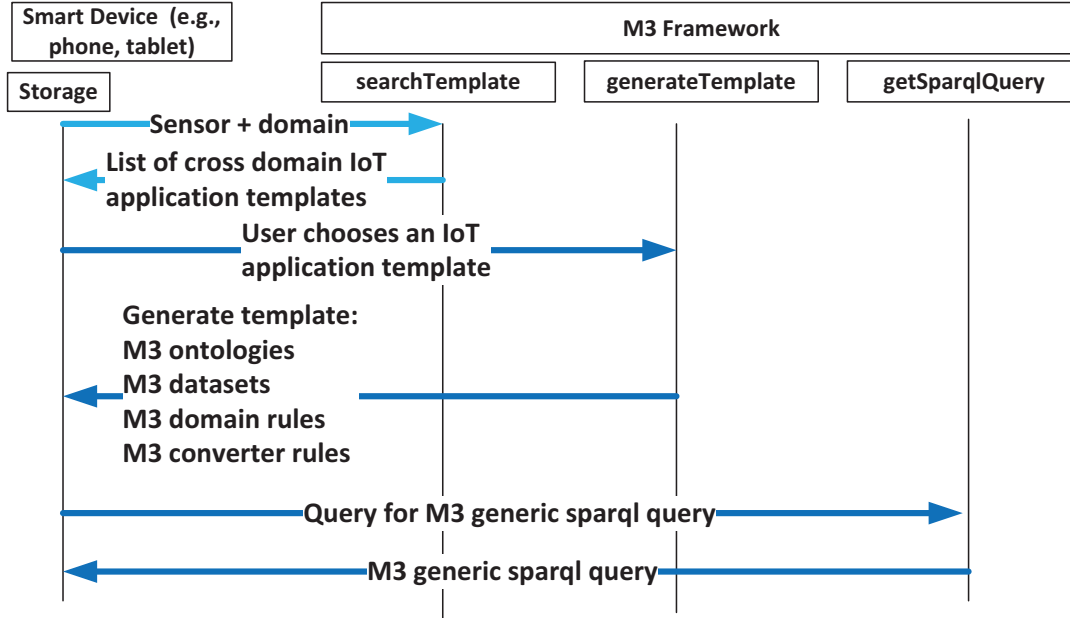 Smart Device (e.g.,
phone, tablet)
M3 Framework
Storage
searchTemplate
generateTemplate
getSparqlQuery
Sensor + domain
List of cross domain IoT
application templates
User chooses an IoT
application template
Generate template:
M3 ontologies
M3 datasets
M3 domain rules
M3 converter rules
Query for M3 generic sparql query
M3 generic sparql query